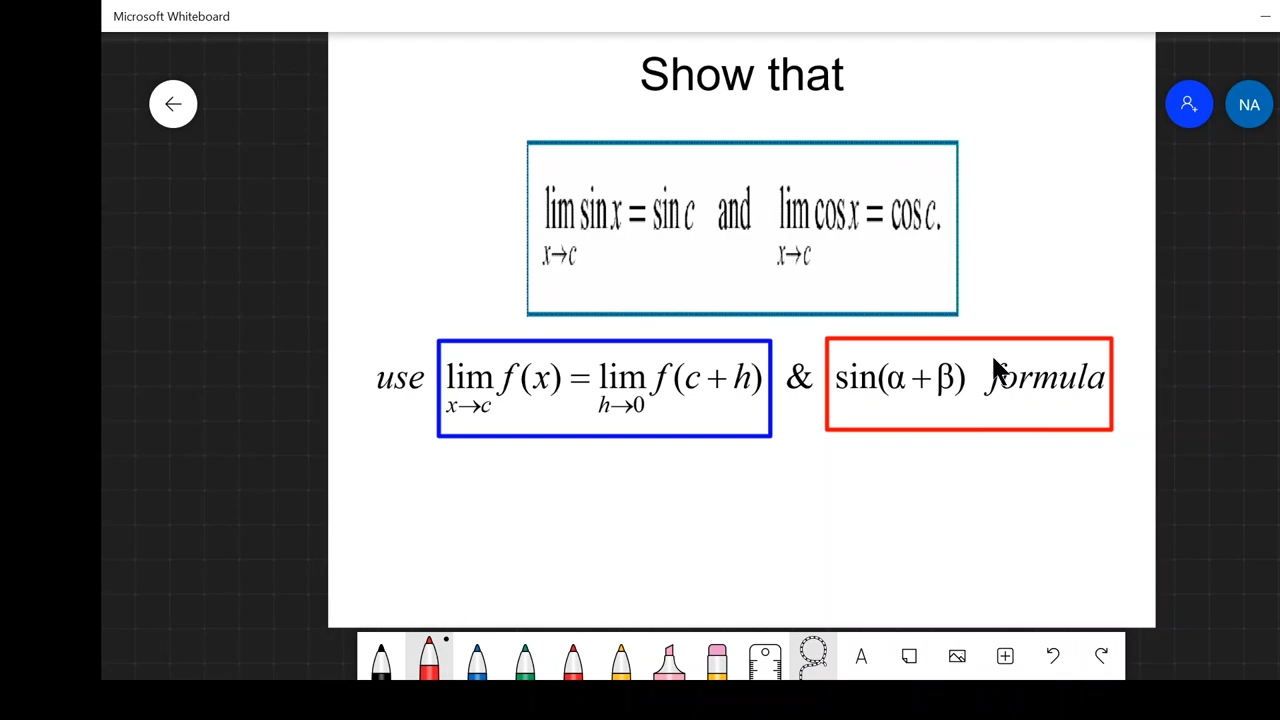 Microsoft Whiteboard
Show that
NA
lim sin x = sin c and lim cos x = cos c.
x→c x→c
use lim f(x) = lim f(c + h) & sin(α + β) formula
x→c h→0
A